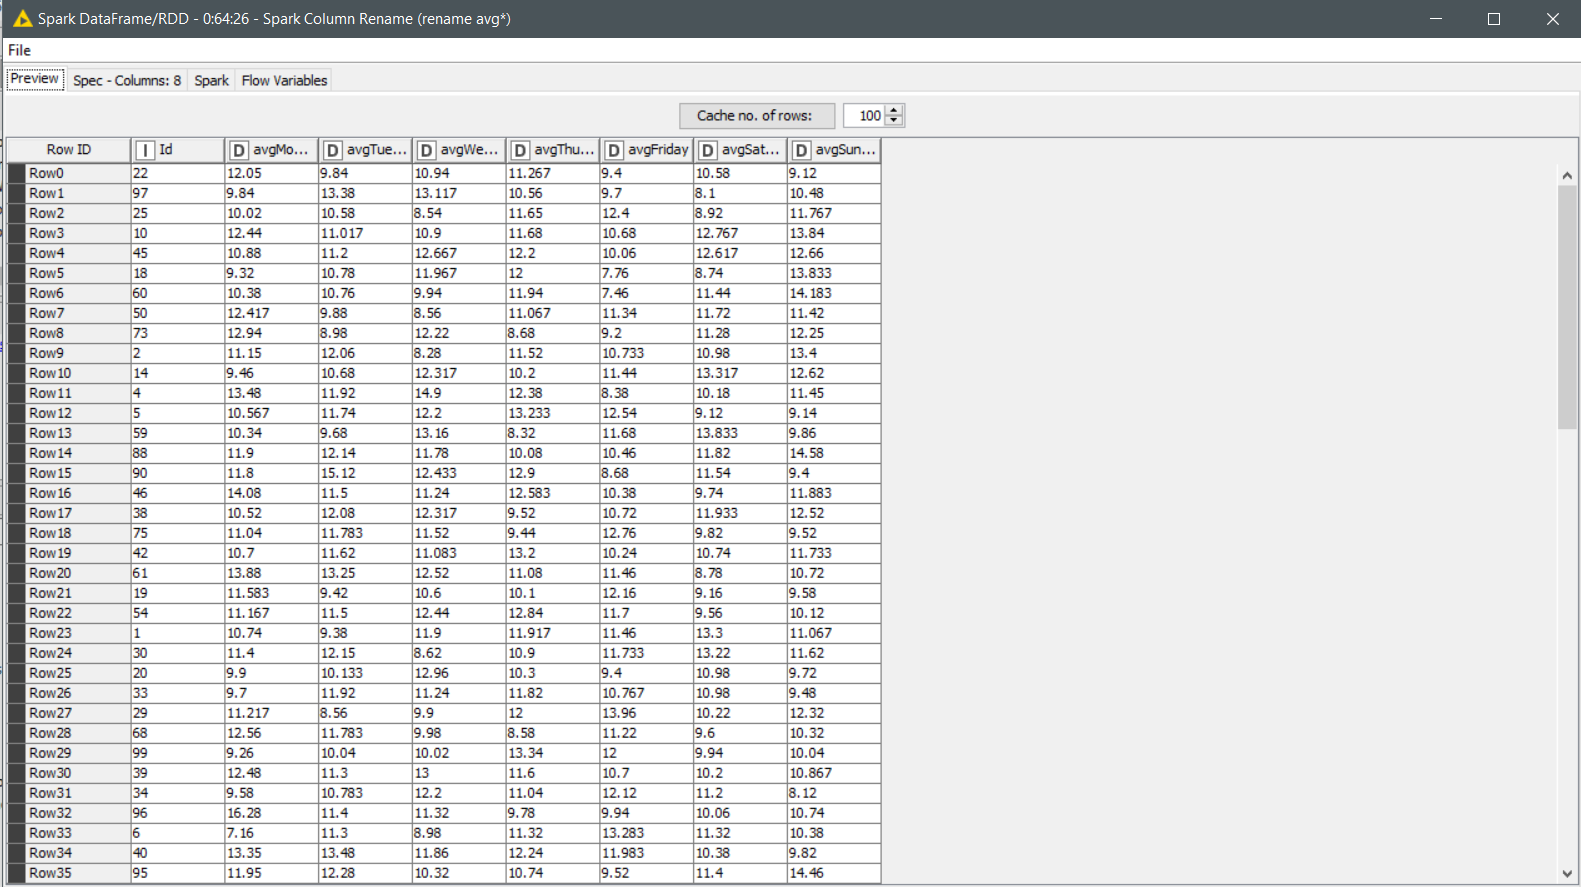 Spark DataFrame/RDD - 0:64:26 - Spark Column Rename (rename avg*)
File
Preview Spec - Columns: 8 Spark Flow Variables
Cache no. of rows: 100
Row ID I Id D avgMo... D avgTue... D avgWe... D avgThu... D avgFriday D avgSat... D avgSun...
Row0 22 12.05 9.84 10.94 11.267 9.4 10.58 9.12
Row1 97 9.84 13.38 13.117 10.56 9.7 8.1 10.48
Row2 25 10.02 10.58 8.54 11.65 12.4 8.92 11.767
Row3 10 12.44 11.017 10.9 11.68 10.68 12.767 13.84
Row4 45 10.88 11.2 12.667 12.2 10.06 12.617 12.66
Row5 18 9.32 10.78 11.967 12 7.76 8.74 13.833
Row6 60 10.38 10.76 9.94 11.94 7.46 11.44 14.183
Row7 50 12.417 9.88 8.56 11.067 11.34 11.72 11.42
Row8 73 12.94 8.98 12.22 8.68 9.2 11.28 12.25
Row9 2 11.15 12.06 8.28 11.52 10.733 10.98 13.4
Row10 14 9.46 10.68 12.317 10.2 11.44 13.317 12.62
Row11 4 13.48 11.92 14.9 12.38 8.38 10.18 11.45
Row12 5 10.567 11.74 12.2 13.233 12.54 9.12 9.14
Row13 59 10.34 9.68 13.16 8.32 11.68 13.833 9.86
Row14 88 11.9 12.14 11.78 10.08 10.46 11.82 14.58
Row15 90 11.8 15.12 12.433 12.9 8.68 11.54 9.4
Row16 46 14.08 11.5 11.24 12.583 10.38 9.74 11.883
Row17 38 10.52 12.08 12.317 9.52 10.72 11.933 12.52
Row18 75 11.04 11.783 11.52 9.44 12.76 9.82 9.52
Row19 42 10.7 11.62 11.083 13.2 10.24 10.74 11.733
Row20 61 13.88 13.25 12.52 11.08 11.46 8.78 10.72
Row21 19 11.583 9.42 10.6 10.1 12.16 9.16 9.58
Row22 54 11.167 11.5 12.44 12.84 11.7 9.56 10.12
Row23 1 10.74 9.38 11.9 11.917 11.46 13.3 11.067
Row24 30 11.4 12.15 8.62 10.9 11.733 13.22 11.62
Row25 20 9.9 10.133 12.96 10.3 9.4 10.98 9.72
Row26 33 9.7 11.92 11.24 11.82 10.767 10.98 9.48
Row27 29 11.217 8.56 9.9 12 13.96 10.22 12.32
Row28 68 12.56 11.783 9.98 8.58 11.22 9.6 10.32
Row29 99 9.26 10.04 10.02 13.34 12 9.94 10.04
Row30 39 12.48 11.3 13 11.6 10.7 10.2 10.867
Row31 34 9.58 10.783 12.2 11.04 12.12 11.2 8.12
Row32 96 16.28 11.4 11.32 9.78 9.94 10.06 10.74
Row33 6 7.16 11.3 8.98 11.32 13.283 11.32 10.38
Row34 40 13.35 13.48 11.86 12.24 11.983 10.38 9.82
Row35 95 11.95 12.28 10.32 10.74 9.52 11.4 14.46